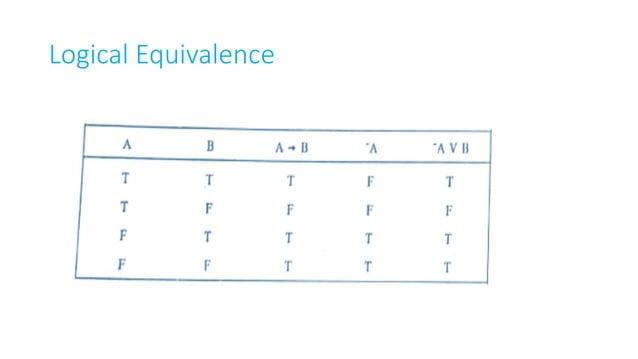 Logical Equivalence
A B A → B ˜A ˜A V B
T T T F T
T F F F F
F T T T T
F F T T T